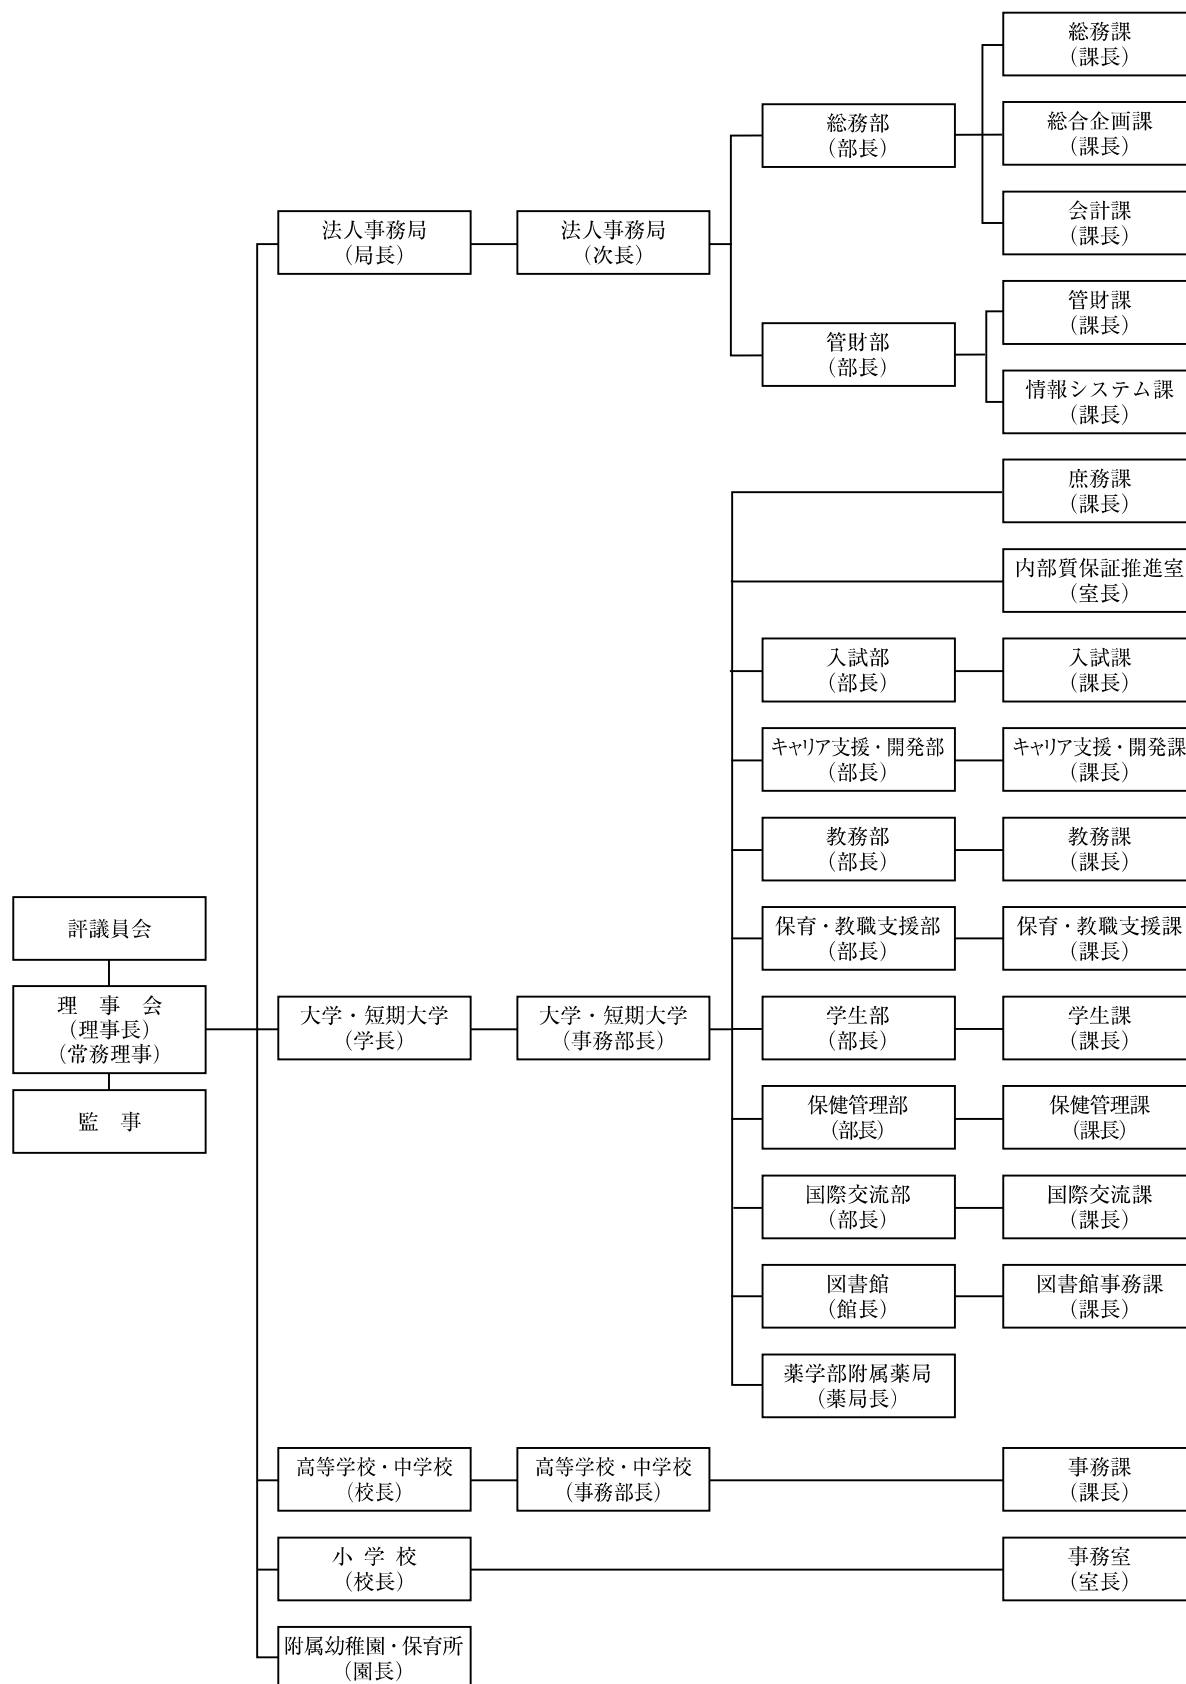 評議員会
理 事 会
（理事長）
（常務理事）
監 事
法人事務局
（局長）
法人事務局
（次長）
総務部
（部長）
総務課
（課長）
総合企画課
（課長）
会計課
（課長）
管財部
（部長）
管財課
（課長）
情報システム課
（課長）
大学・短期大学
（学長）
大学・短期大学
（事務部長）
庶務課
（課長）
内部質保証推進室
（室長）
入試部
（部長）
入試課
（課長）
キャリア支援・開発部
（部長）
キャリア支援・開発課
（課長）
教務部
（部長）
教務課
（課長）
保育・教職支援部
（部長）
保育・教職支援課
（課長）
学生部
（部長）
学生課
（課長）
保健管理部
（部長）
保健管理課
（課長）
国際交流部
（部長）
国際交流課
（課長）
図書館
（館長）
図書館事務課
（課長）
薬学部附属薬局
（薬局長）
高等学校・中学校
（校長）
高等学校・中学校
（事務部長）
事務課
（課長）
小 学 校
（校長）
事務室
（室長）
附属幼稚園・保育所
（園長）